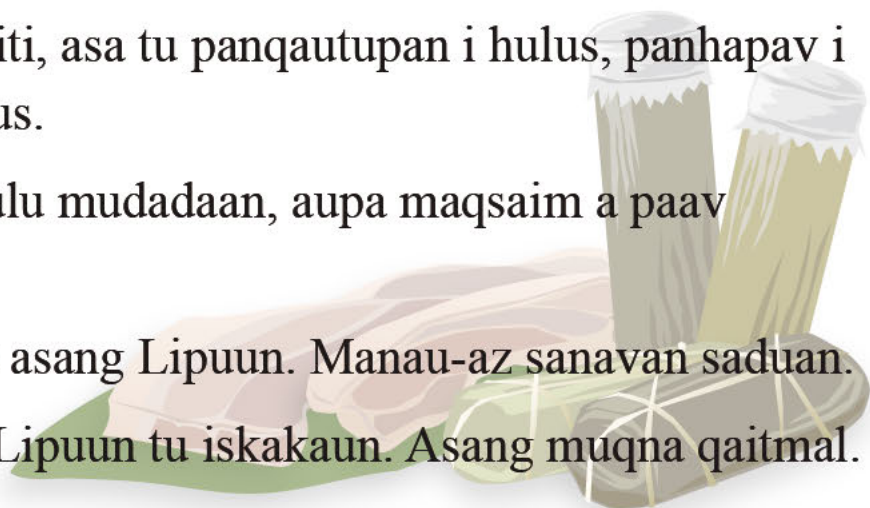 iti, asa tu panqautupan i hulus, panhapav i
us.
ulu mudadaan, aupa maqsaim a paav
asang Lipuun. Manau-az sanavan saduan.
Lipuun tu iskakaun. Asang muqna qaitmal.